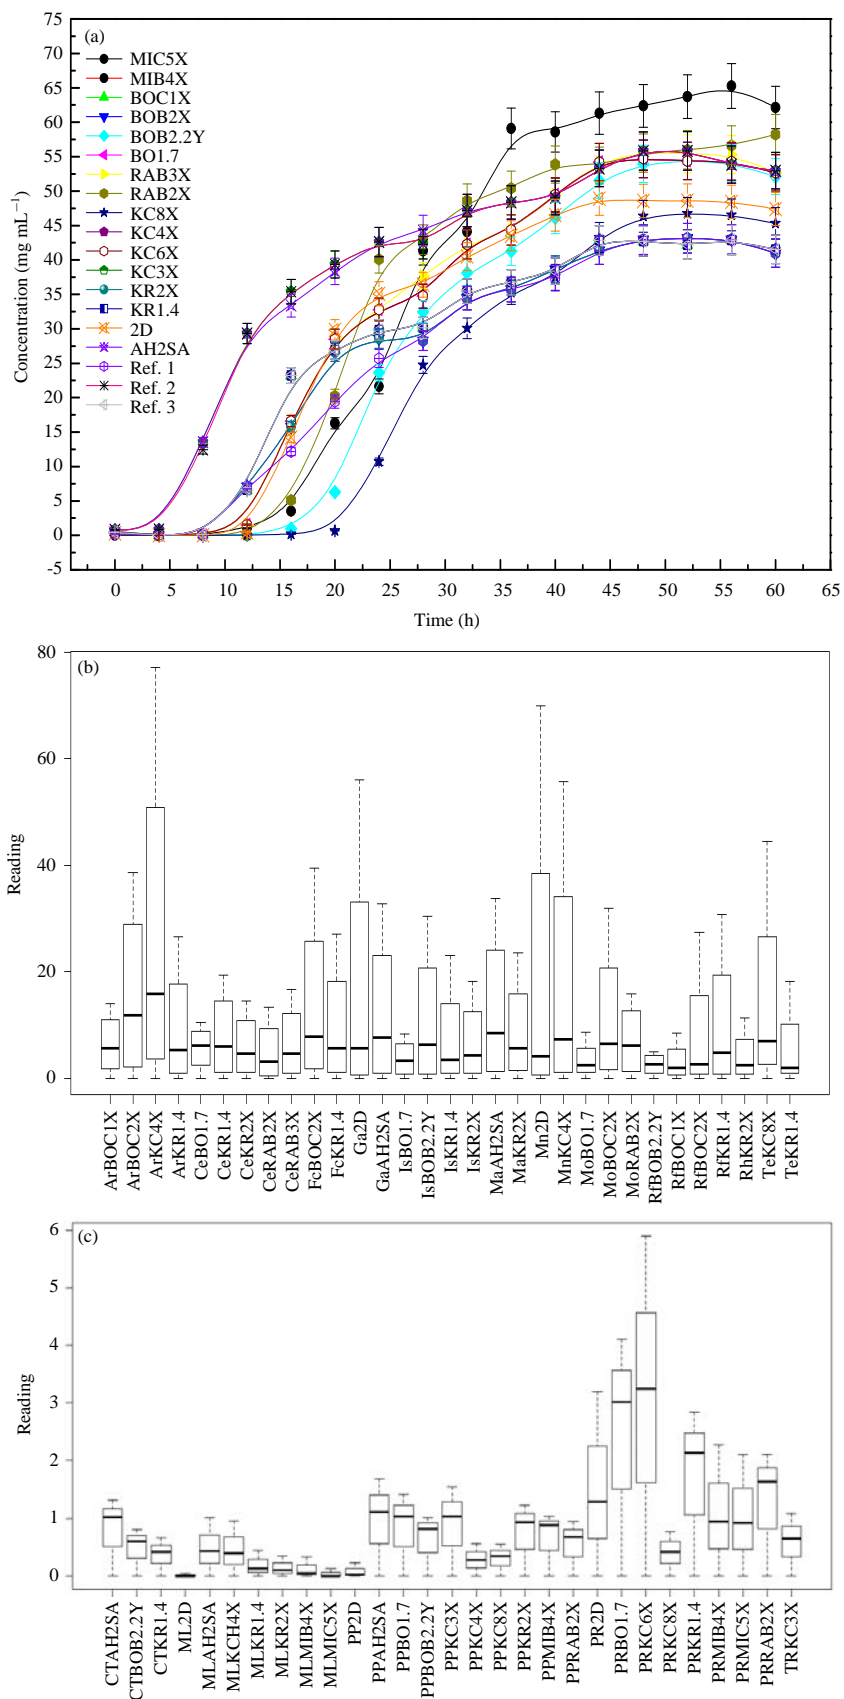 (a)
75
70
65
60
55
50
45
40
35
30
25
20
15
10
5
0
-5
Concentration (mg mL⁻¹)
MIC5X
MIB4X
BOC1X
BOB2X
BOB2.2Y
BO1.7
RAB3X
RAB2X
KC8X
KC4X
KC6X
KC3X
KR2X
KR1.4
2D
AH2SA
Ref. 1
Ref. 2
Ref. 3
0 5 10 15 20 25 30 35 40 45 50 55 60 65
Time (h)
(b)
80
60
40
20
0
Reading
ArBOC1X
ArBOC2X
ArKC4X
ArKR1.4
CeBO1.7
CeKR1.4
CeKR2X
CeRAB2X
CeRAB3X
FcBOC2X
FcKR1.4
Ga2D
GaAH2SA
IsBO1.7
IsBOB2.2Y
IsKR1.4
IsKR2X
MaAH2SA
MaKR2X
Mn2D
MnKC4X
MoBO1.7
MoBOC2X
MoRAB2X
RfBOB2.2Y
RfBOC1X
RfBOC2X
RfKR1.4
RhKR2X
TeKC8X
TeKR1.4
(c)
6
5
4
3
2
1
0
Reading
CTAH2SA
CTBOB2.2Y
CTKR1.4
ML2D
MLAH2SA
MLKCH4X
MLKR1.4
MLKR2X
MLMIB4X
MLMIC5X
PP2D
PPAH2SA
PPBO1.7
PPBOB2.2Y
PPKC3X
PPKC4X
PPKC8X
PPKR2X
PPMIB4X
PPRAB2X
PR2D
PRBO1.7
PRKC6X
PRKC8X
PRKR1.4
PRMIB4X
PRMIC5X
PRRAB2X
TRKC3X